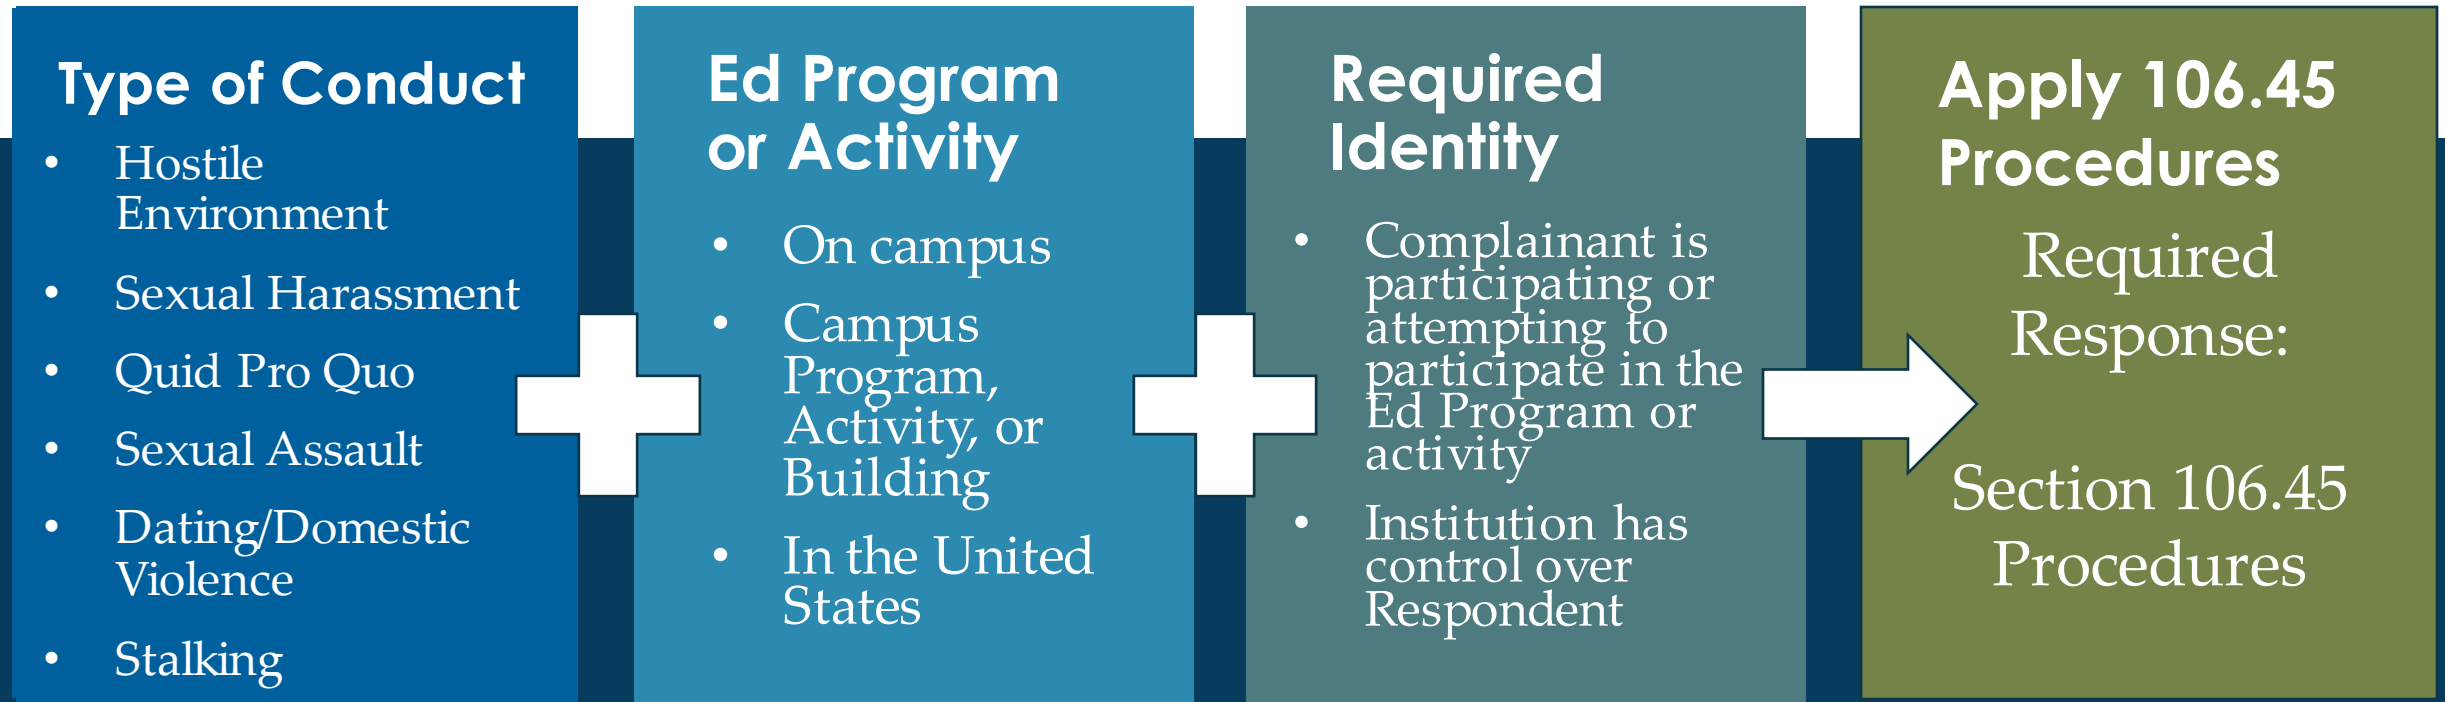 Type of Conduct
• Hostile
Environment
• Sexual Harassment
• Quid Pro Quo
• Sexual Assault
• Dating/Domestic
Violence
• Stalking
Ed Program
or Activity
• On campus
• Campus
Program,
Activity, or
Building
• In the United
States
Required
Identity
• Complainant is
participating or
attempting to
participate in the
Ed Program or
activity
• Institution has
control over
Respondent
Apply 106.45
Procedures
Required
Response:
Section 106.45
Procedures